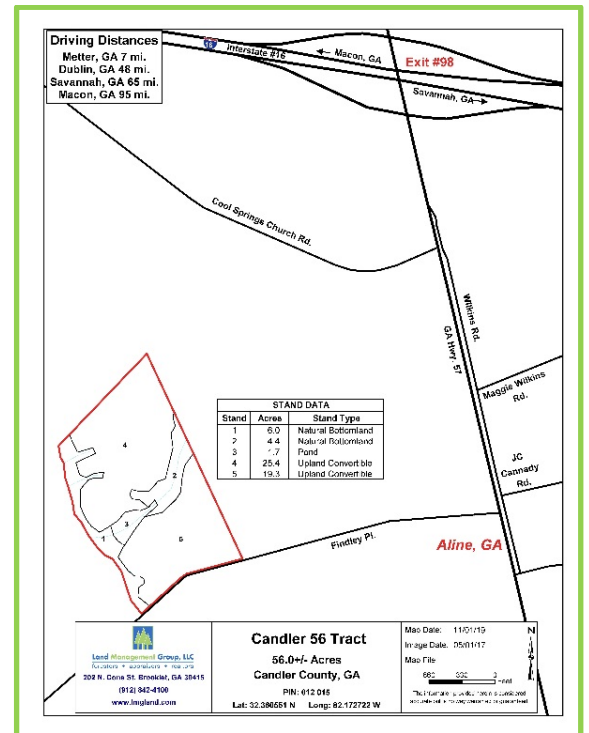 Driving Distances
Metter, GA 7 mi.
Dublin, GA 48 mi.
Savannah, GA 65 mi.
Macon, GA 95 mi.
Interstate #16
Macon, GA
Exit #98
Savannah, GA
Cool Springs Church Rd.
Wilkins Rd.
GA Hwy. 57
Maggie Wilkins
Rd.
JC
Cannady
Rd.
STAND DATA
Stand Acres Stand Type
1 6.0 Natural Bottomland
2 4.4 Natural Bottomland
3 1.7 Pond
4 25.4 Upland Convertible
5 19.3 Upland Convertible
4
2
3
1
5
Findley Pl.
Aline, GA
Land Management Group, LLC
foresters • appraisers • realtors
202 N. Cone St. Brooklet, GA 30415
(912) 842-4100
www.lmgland.com
Candler 56 Tract
56.0+/- Acres
Candler County, GA
PIN: 012 015
Long: 82.172722 W
Map Date: 11/01/19
Image Date: 05/01/17
Map File
N